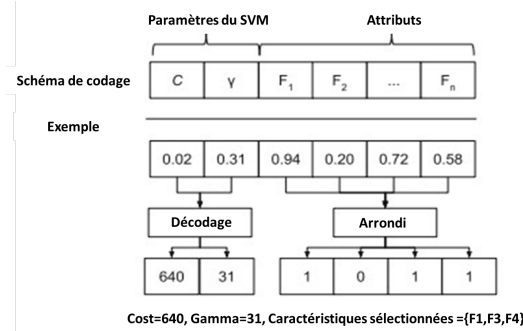 Paramètres du SVM Attributs
Schéma de codage C γ F1 F2 ... Fn
Exemple
0.02 0.31 0.94 0.20 0.72 0.58
Décodage Arrondi
640 31 1 0 1 1
Cost=640, Gamma=31, Caractéristiques sélectionnées ={F1,F3,F4}